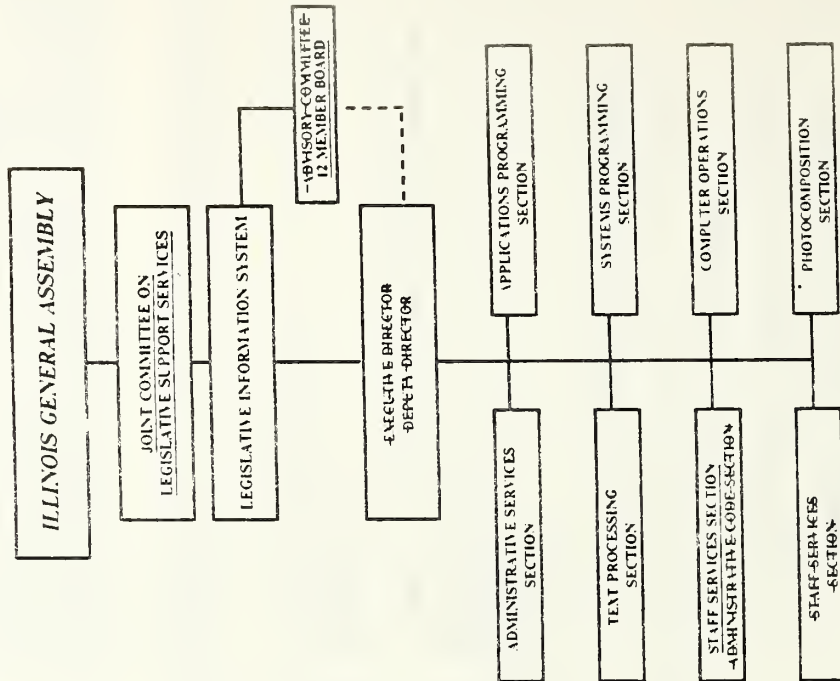 ILLINOIS GENERAL ASSEMBLY
JOINT COMMITTEE ON
LEGISLATIVE SUPPORT SERVICES
LEGISLATIVE INFORMATION SYSTEM
ADVISORY COMMITTEE
12 MEMBER BOARD
EXECUTIVE DIRECTOR
DEPUTY DIRECTOR
ADMINISTRATIVE SERVICES
SECTION
APPLICATIONS PROGRAMMING
SECTION
TEXT PROCESSING
SECTION
SYSTEMS PROGRAMMING
SECTION
STAFF SERVICES SECTION
ADMINISTRATIVE CODE SECTION
COMPUTER OPERATIONS
SECTION
STAFF SERVICES
SECTION
PHOTOCOMPOSITION
SECTION